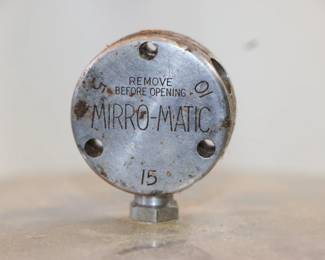 REMOVE
BEFORE OPENING
5
10
MIRRO-MATIC
15